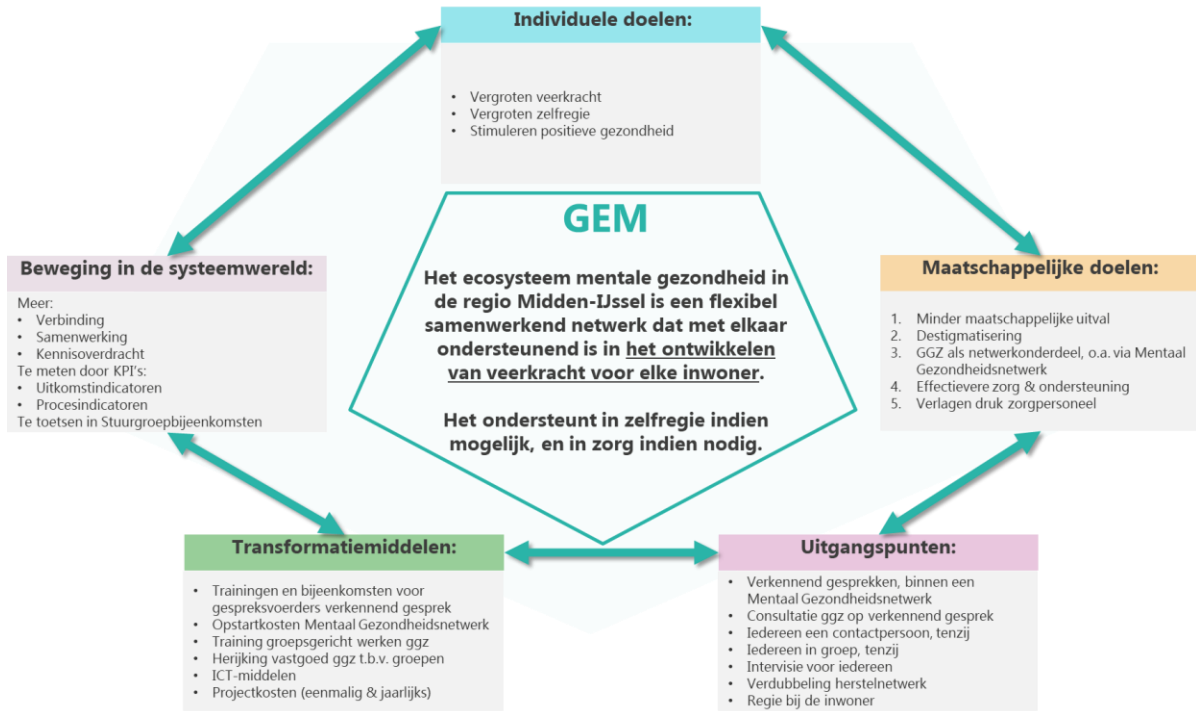 Individuele doelen:
• Vergroten veerkracht
• Vergroten zelfregie
• Stimuleren positieve gezondheid
GEM
Het ecosysteem mentale gezondheid in
de regio Midden-IJssel is een flexibel
samenwerkend netwerk dat met elkaar
ondersteunend is in het ontwikkelen
van veerkracht voor elke inwoner.
Het ondersteunt in zelfregie indien
mogelijk, en in zorg indien nodig.
Beweging in de systeemwereld:
Meer:
• Verbinding
• Samenwerking
• Kennisoverdracht
Te meten door KPI's:
• Uitkomstindicatoren
• Procesindicatoren
Te toetsen in Stuurgroepbijeenkomsten
Maatschappelijke doelen:
1. Minder maatschappelijke uitval
2. Destigmatisering
3. GGZ als netwerkonderdeel, o.a. via Mentaal
Gezondheidsnetwerk
4. Effectievere zorg & ondersteuning
5. Verlagen druk zorgpersoneel
Transformatiemiddelen:
• Trainingen en bijeenkomsten voor
gespreksvoerders verkennend gesprek
• Opstartkosten Mentaal Gezondheidsnetwerk
• Training groepsgericht werken ggz
• Herijking vastgoed ggz t.b.v. groepen
• ICT-middelen
• Projectkosten (eenmalig & jaarlijks)
Uitgangspunten:
• Verkennend gesprekken, binnen een
Mentaal Gezondheidsnetwerk
• Consultatie ggz op verkennend gesprek
• Iedereen een contactpersoon, tenzij
• Iedereen in groep, tenzij
• Intervisie voor iedereen
• Verdubbeling herstelnetwerk
• Regie bij de inwoner